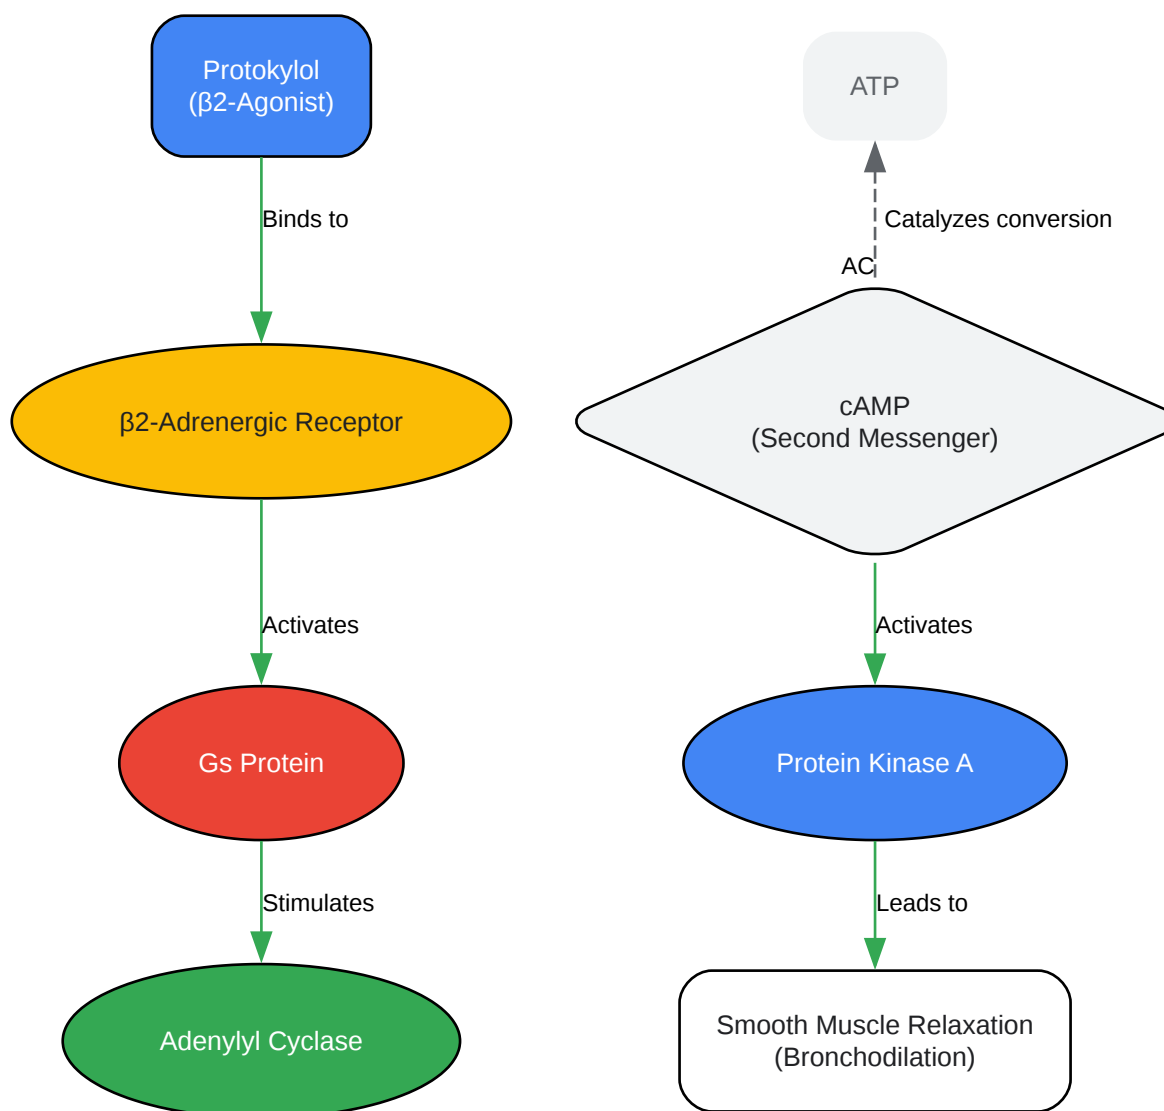 Protokylol
(β2-Agonist)
Binds to
β2-Adrenergic Receptor
Activates
Gs Protein
Stimulates
Adenylyl Cyclase
ATP
Catalyzes conversion
AC
cAMP
(Second Messenger)
Activates
Protein Kinase A
Leads to
Smooth Muscle Relaxation
(Bronchodilation)